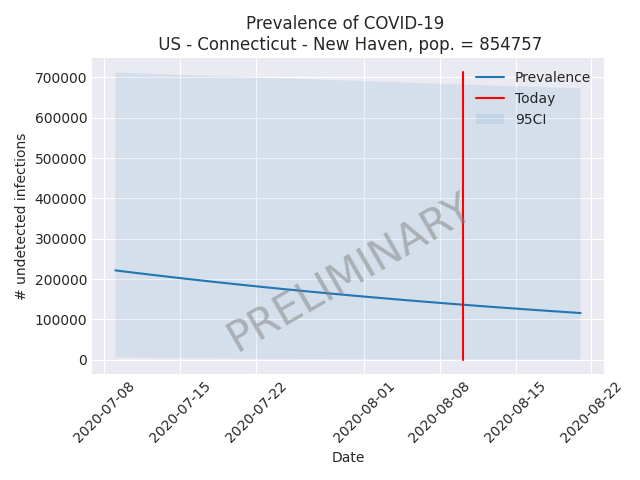 Prevalence of COVID-19
US - Connecticut - New Haven, pop. = 854757
Prevalence
Today
95CI
700000
600000
500000
400000
300000
200000
100000
0
# undetected infections
PRELIMINARY
2020-07-08
2020-07-15
2020-07-22
2020-08-01
2020-08-08
2020-08-15
2020-08-22
Date